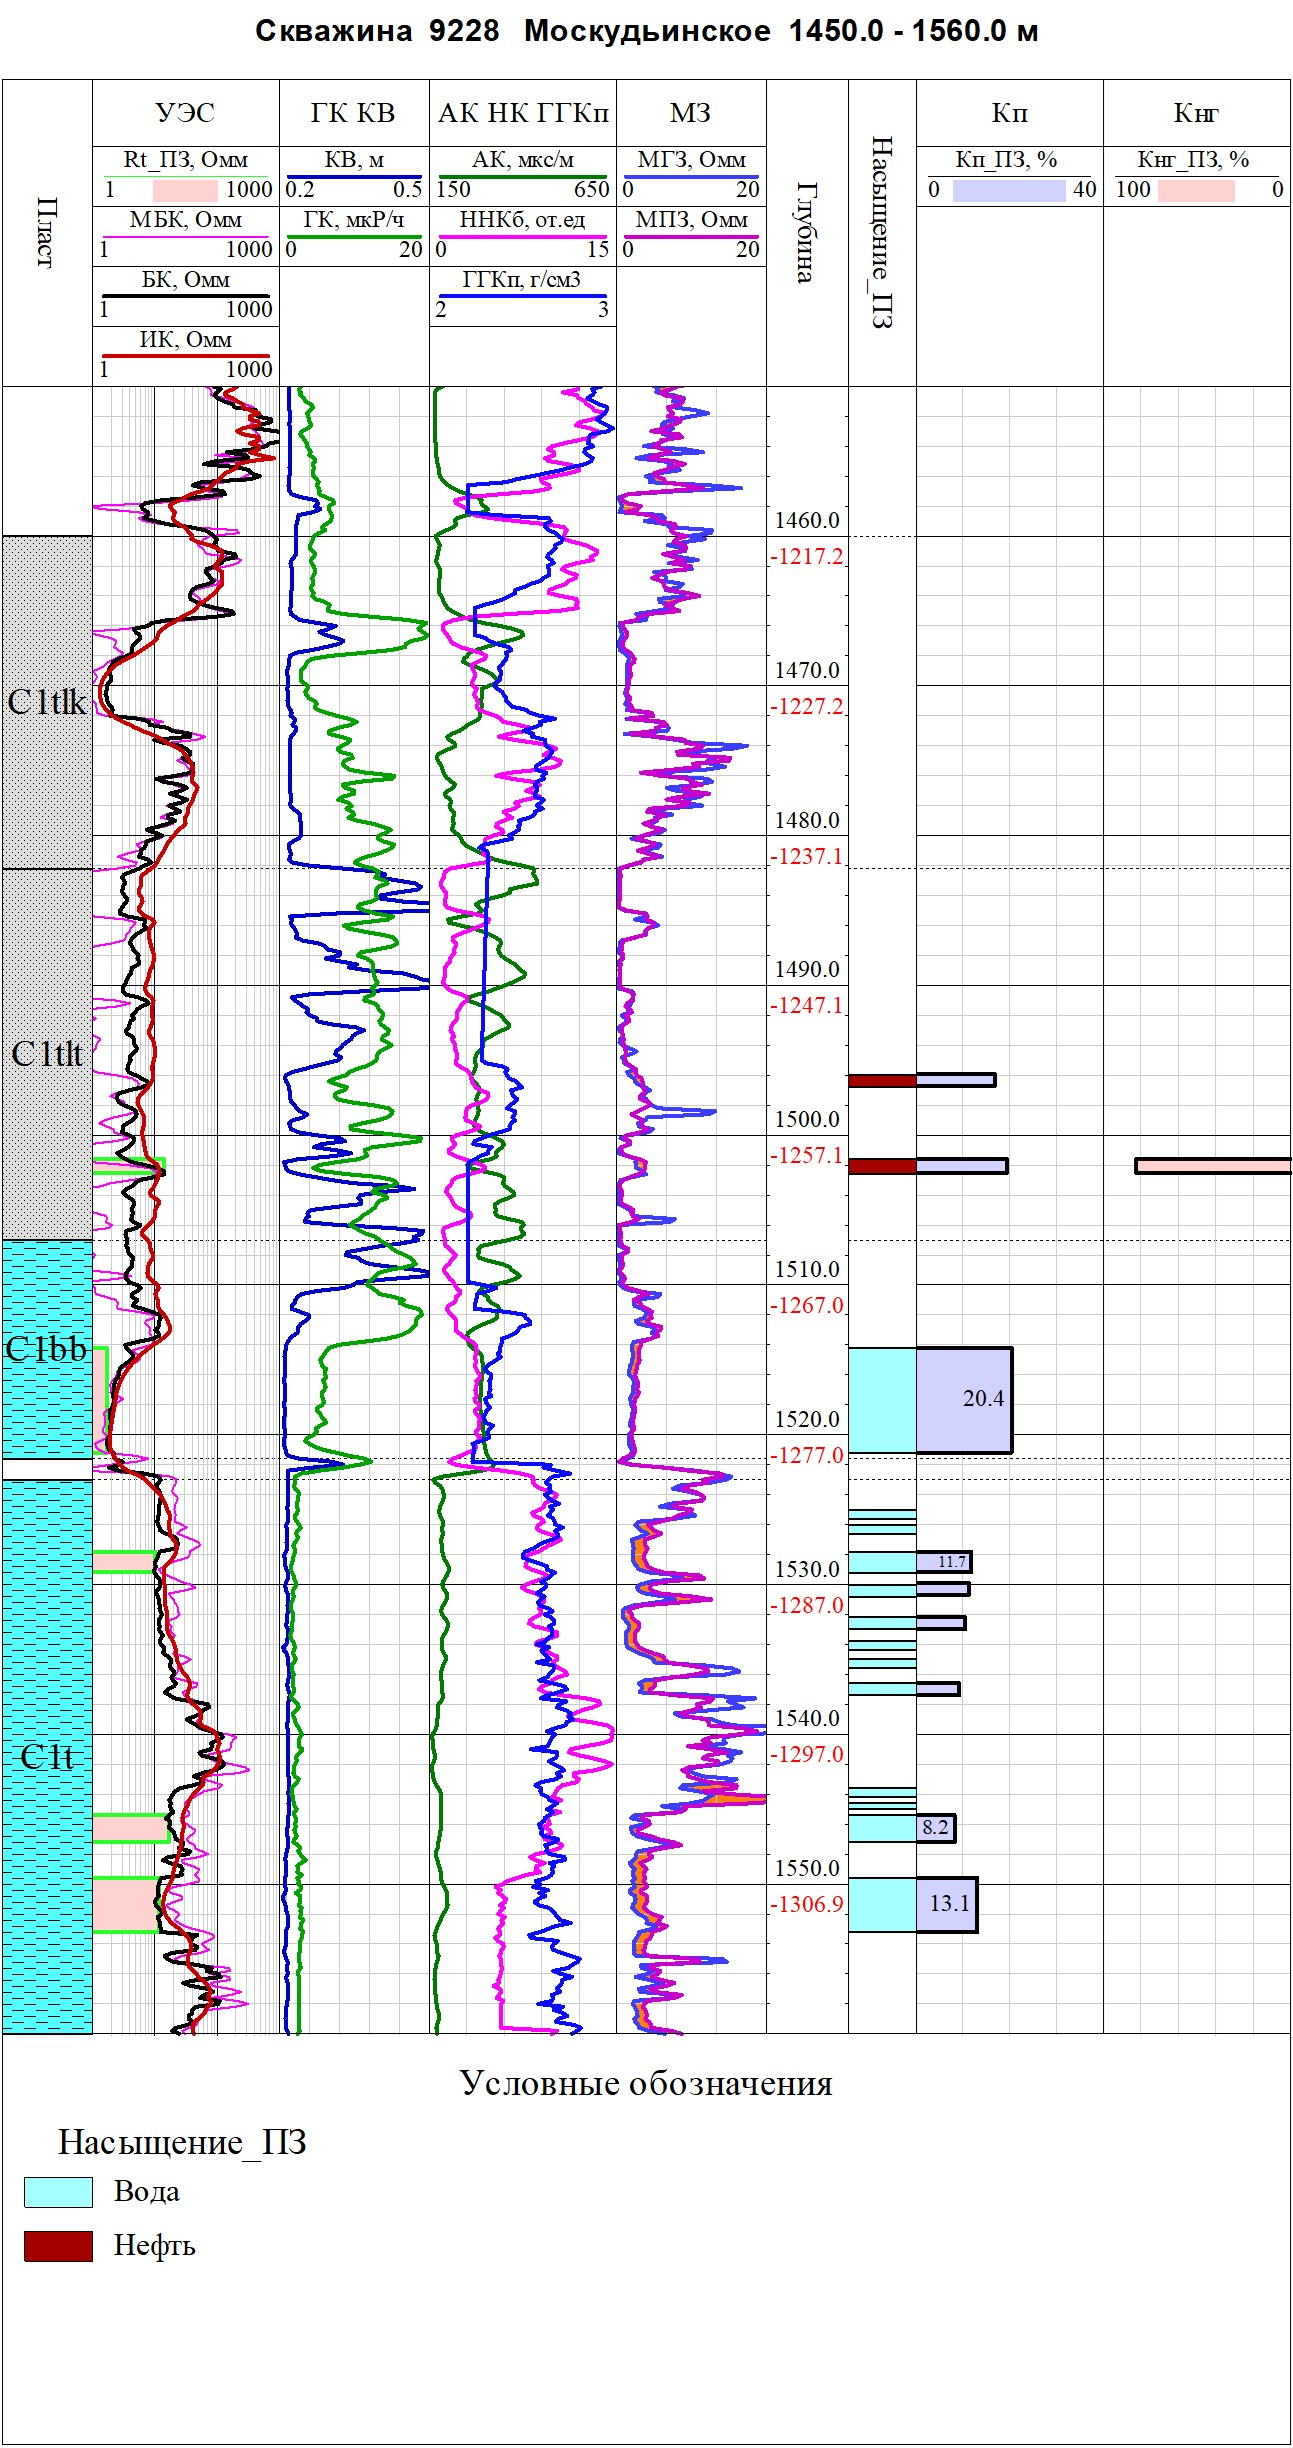 Скважина 9228 Москудьинское 1450.0 - 1560.0 м
Пласт
УЭС
ГК КВ
АК НК ГГКп
МЗ
Глубина
Насыщение_ПЗ
Кп
Кнг
Rt_ПЗ, Омм
1 1000
КВ, м
0.2 0.5
АК, мкс/м
150 650
МГЗ, Омм
0 20
Кп_ПЗ, %
0 40
Кнг_ПЗ, %
100 0
МБК, Омм
1 1000
ГК, мкР/ч
0 20
ННКб, от.ед
0 15
МПЗ, Омм
0 20
БК, Омм
1 1000
ГГКп, г/см3
2 3
ИК, Омм
1 1000
1460.0
-1217.2
1470.0
C1tlk
-1227.2
1480.0
-1237.1
1490.0
-1247.1
C1tlt
1500.0
-1257.1
1510.0
-1267.0
C1bb
20.4
1520.0
-1277.0
11.7
1530.0
-1287.0
1540.0
-1297.0
C1t
8.2
1550.0
13.1
-1306.9
Условные обозначения
Насыщение_ПЗ
Вода
Нефть